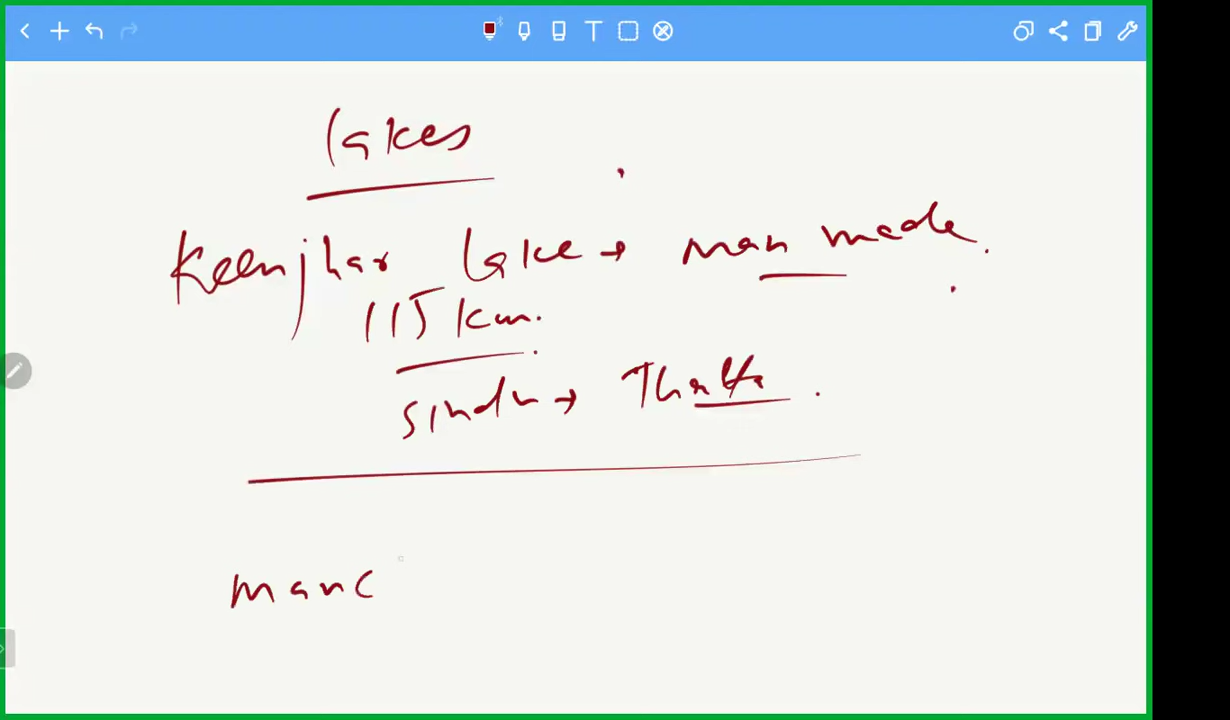 Lakes
Keenjhar Lake → man made.
115 km.
sindh → Thatta.
manc